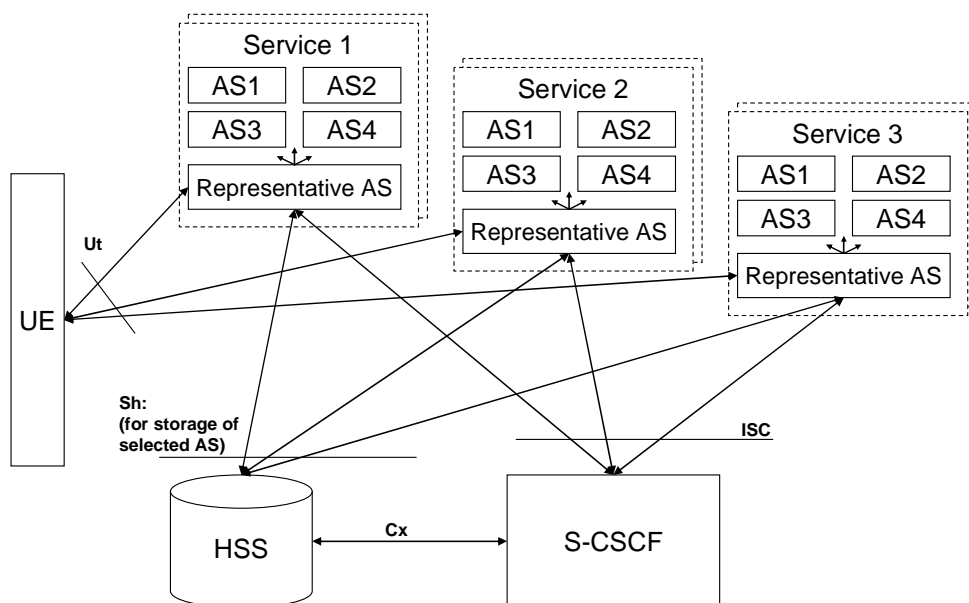 Service 1
AS1 AS2
AS3 AS4
Representative AS
Service 2
AS1 AS2
AS3 AS4
Representative AS
Service 3
AS1 AS2
AS3 AS4
Representative AS
Ut
UE
Sh:
(for storage of
selected AS)
ISC
HSS
Cx
S-CSCF